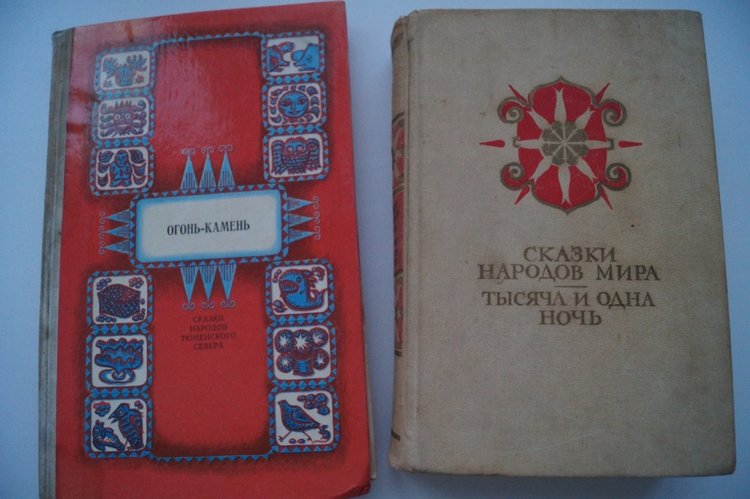 ОГОНЬ-КАМЕНЬ
СКАЗКИ
НАРОДОВ
ТЮМЕНСКОГО
СЕВЕРА
СКАЗКИ
НАРОДОВ МИРА
ТЫСЯЧА И ОДНА
НОЧЬ